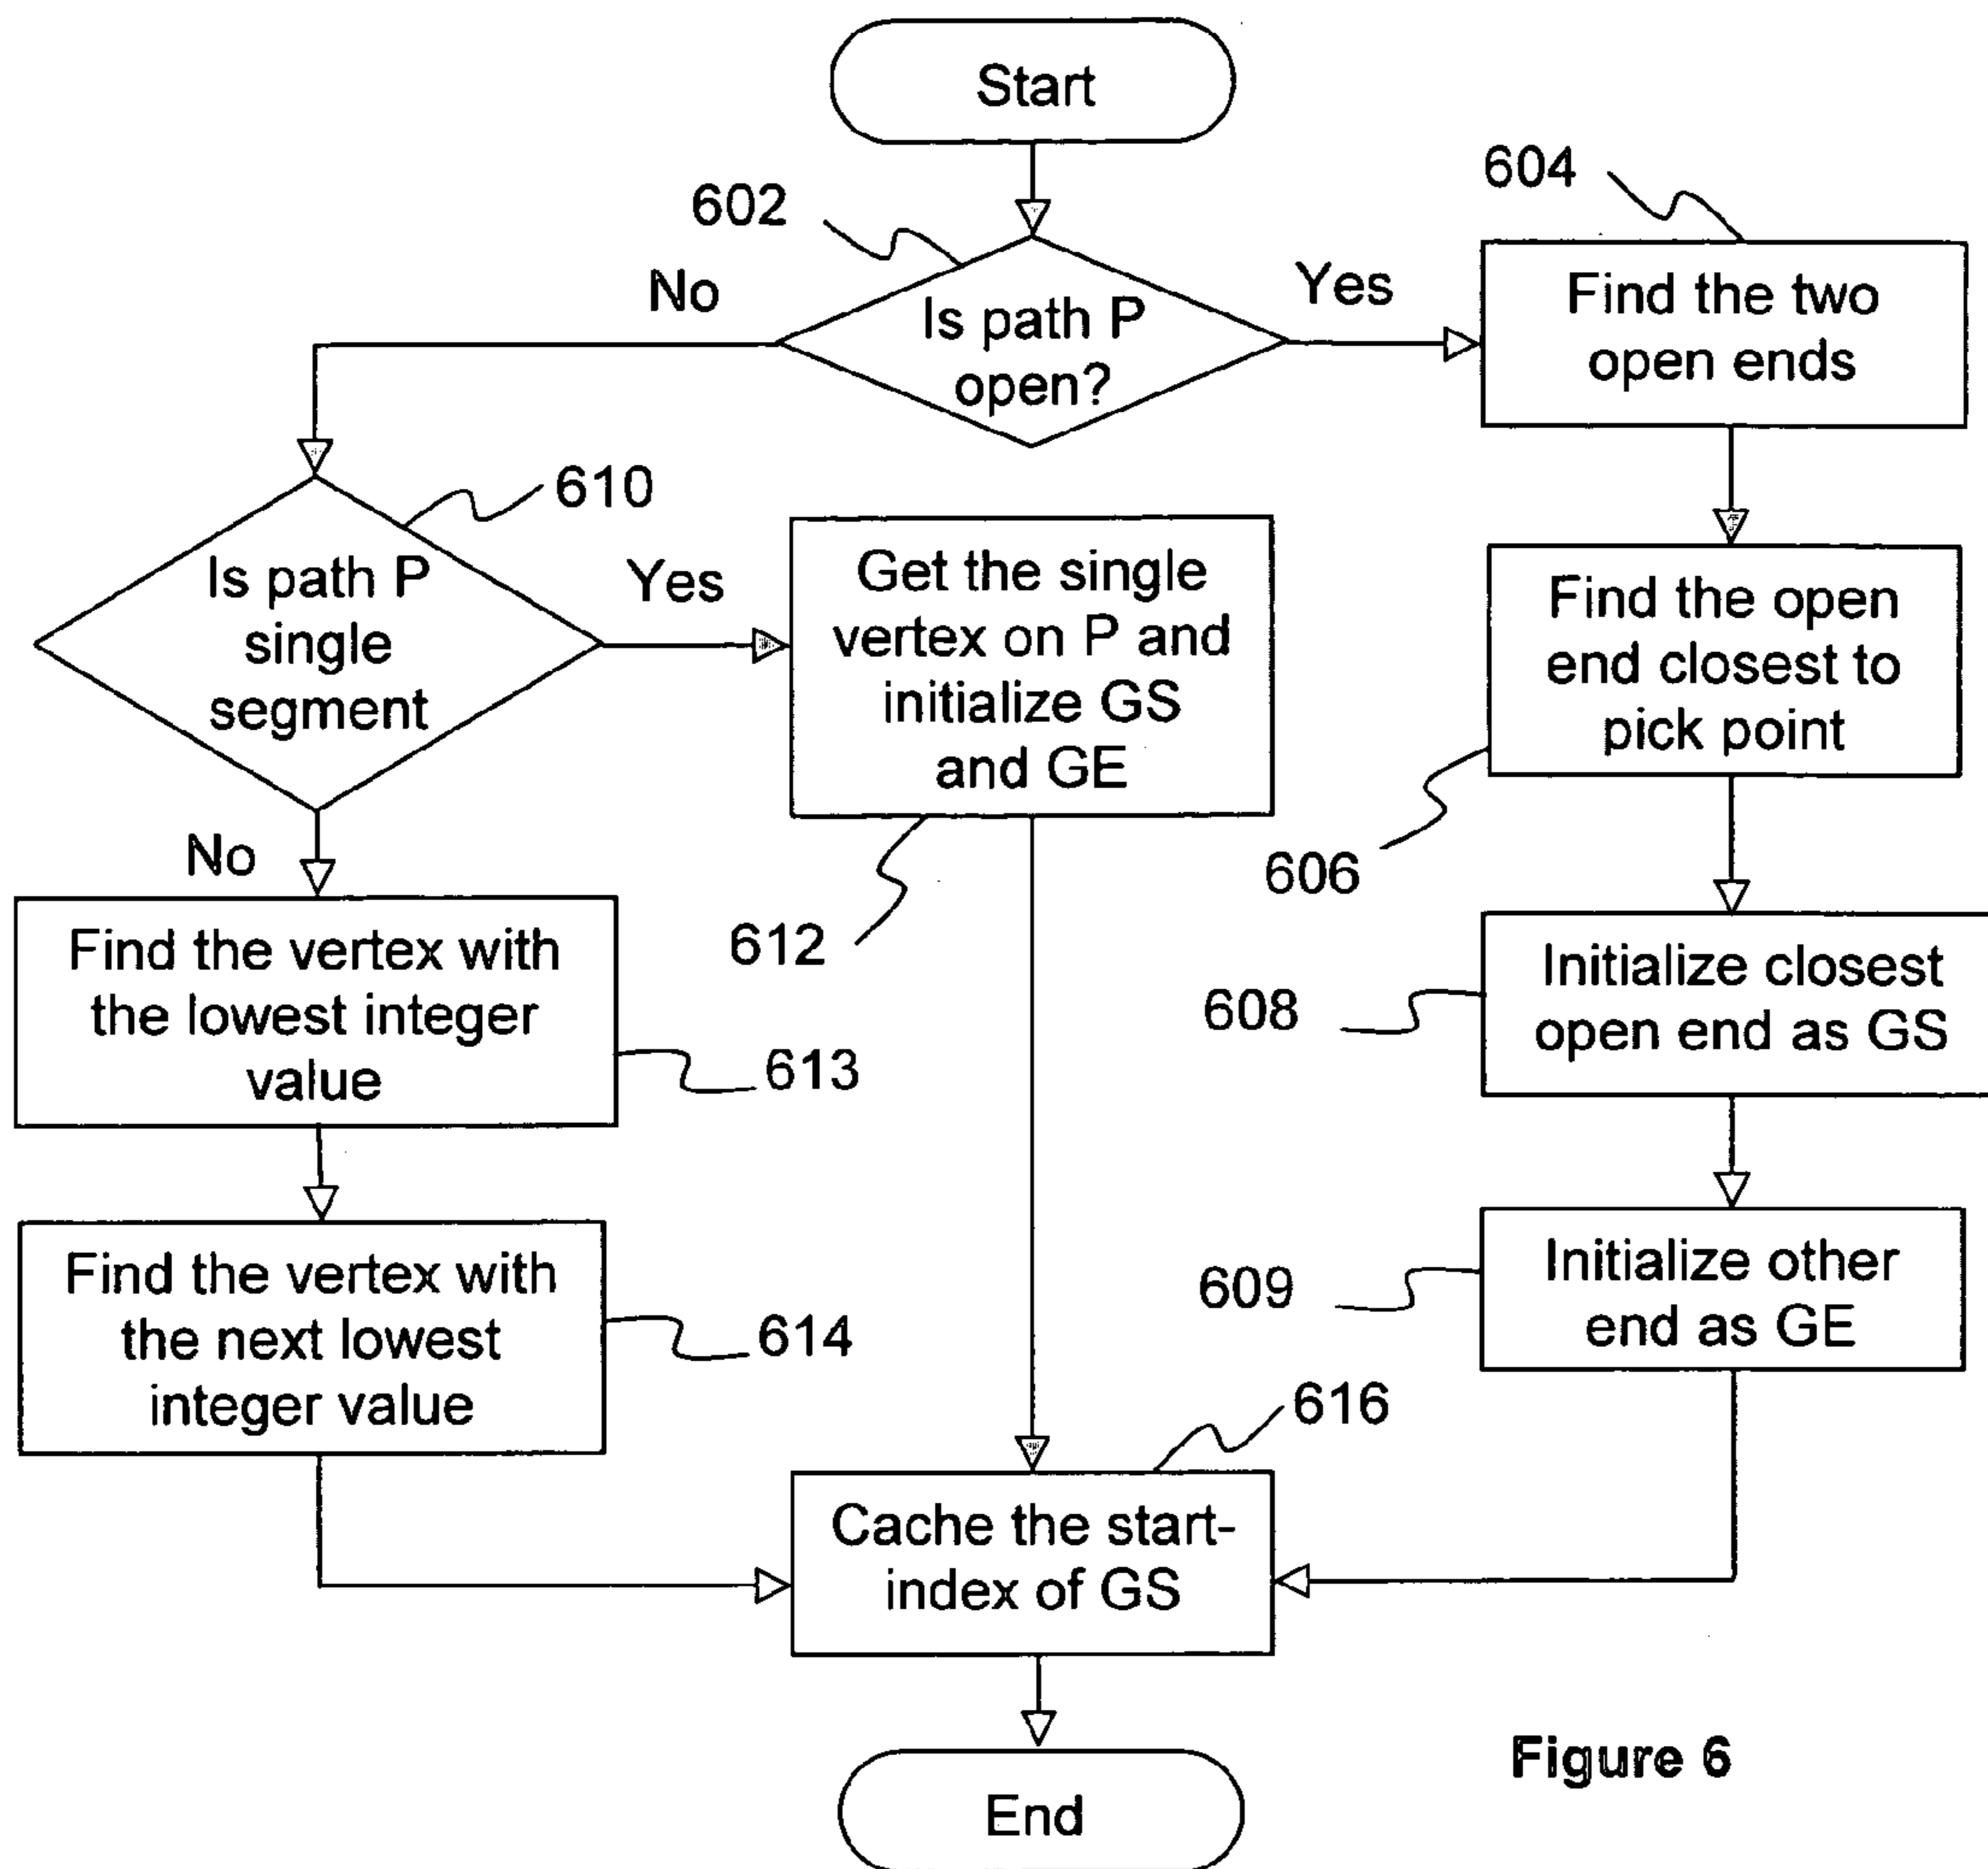 Start
602
604
No
Is path P
open?
Yes
Find the two
open ends
610
Is path P
single
segment
Yes
Get the single
vertex on P and
initialize GS
and GE
Find the open
end closest to
pick point
606
No
612
Find the vertex with
the lowest integer
value
613
608
Initialize closest
open end as GS
Find the vertex with
the next lowest
integer value
614
609
Initialize other
end as GE
616
Cache the start-
index of GS
End
Figure 6